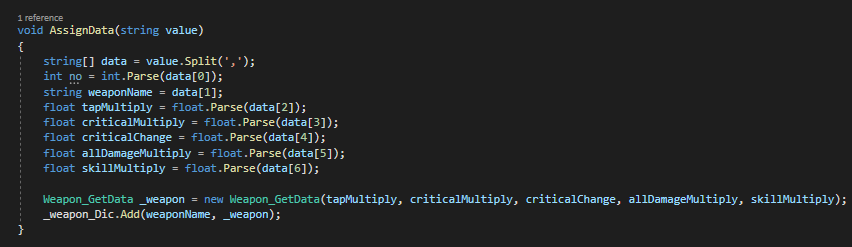 1 reference
void AssignData(string value)
{
string[] data = value.Split(',');
int no = int.Parse(data[0]);
string weaponName = data[1];
float tapMultiply = float.Parse(data[2]);
float criticalMultiply = float.Parse(data[3]);
float criticalChange = float.Parse(data[4]);
float allDamageMultiply = float.Parse(data[5]);
float skillMultiply = float.Parse(data[6]);
Weapon_GetData _weapon = new Weapon_GetData(tapMultiply, criticalMultiply, criticalChange, allDamageMultiply, skillMultiply);
_weapon_Dic.Add(weaponName, _weapon);
}